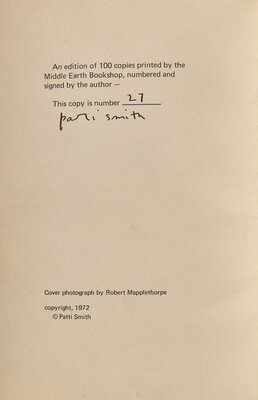 An edition of 100 copies printed by the
Middle Earth Bookshop, numbered and
signed by the author —
This copy is number 27
patti smith
Cover photograph by Robert Mapplethorpe
copyright, 1972
© Patti Smith